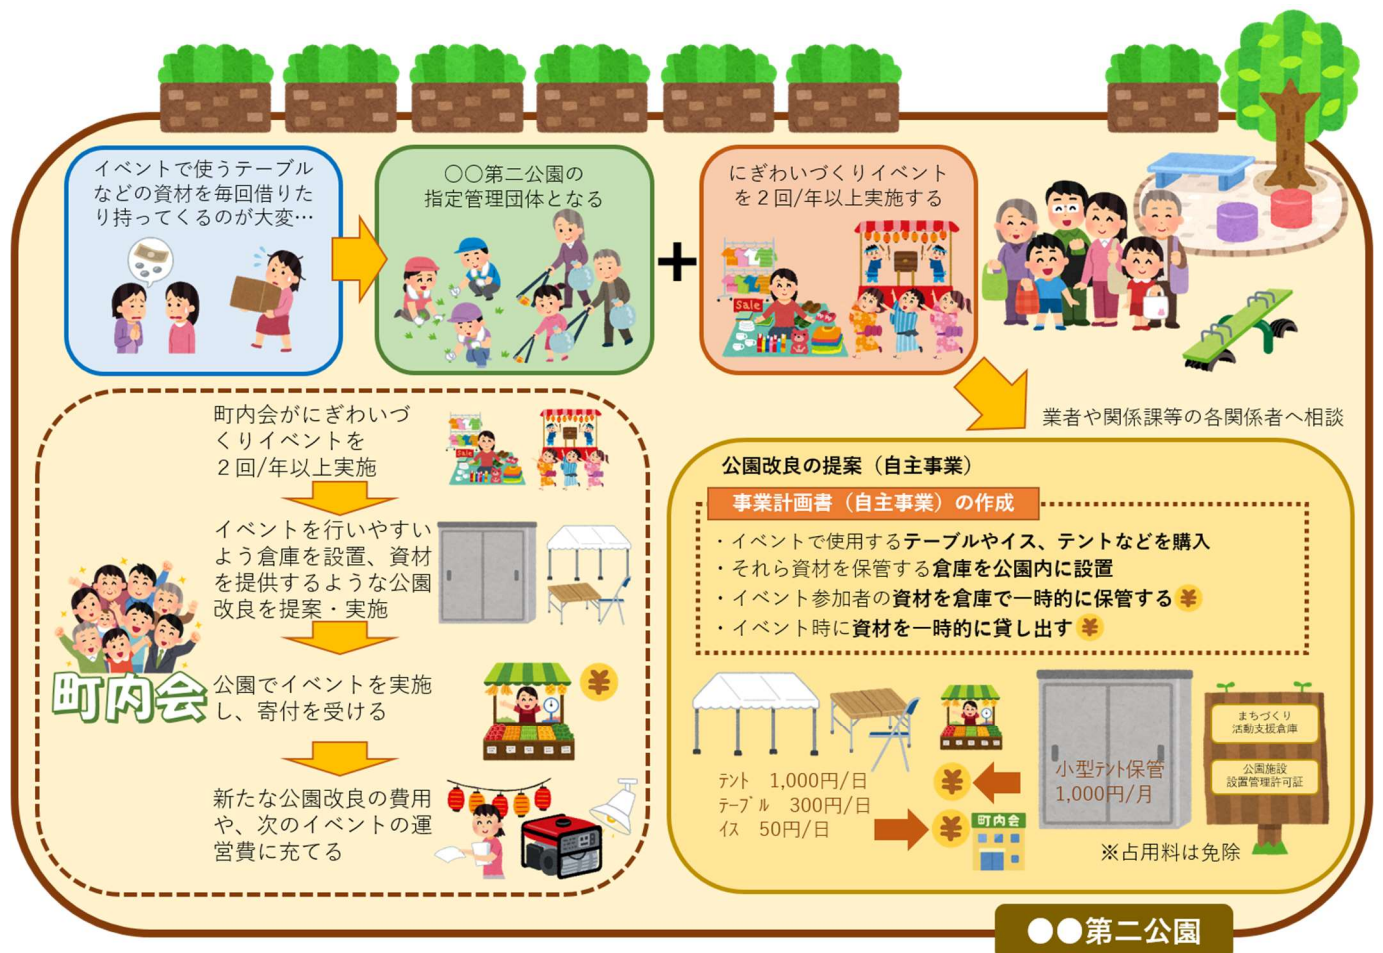 イベントで使うテーブル
などの資材を毎回借りた
り持ってくるのが大変…
〇〇第二公園の
指定管理団体となる
＋
にぎわいづくりイベント
を２回/年以上実施する
Sale
業者や関係課等の各関係者へ相談
町内会がにぎわいづ
くりイベントを
２回/年以上実施
Sale
イベントを行いやすい
よう倉庫を設置、資材
を提供するような公園
改良を提案・実施
町内会
公園でイベントを実施
し、寄付を受ける
¥
新たな公園改良の費用
や、次のイベントの運
営費に充てる
公園改良の提案（自主事業）
事業計画書（自主事業）の作成
・イベントで使用するテーブルやイス、テントなどを購入
・それら資材を保管する倉庫を公園内に設置
・イベント参加者の資材を倉庫で一時的に保管する¥
・イベント時に資材を一時的に貸し出す¥
ﾃﾝﾄ　1,000円/日
ﾃｰﾌﾞﾙ　300円/日
ｲｽ　50円/日
¥
¥
町内会
小型ﾃﾝﾄ保管
1,000円/月
まちづくり
活動支援倉庫
公園施設
設置管理許可証
※占用料は免除
●●第二公園